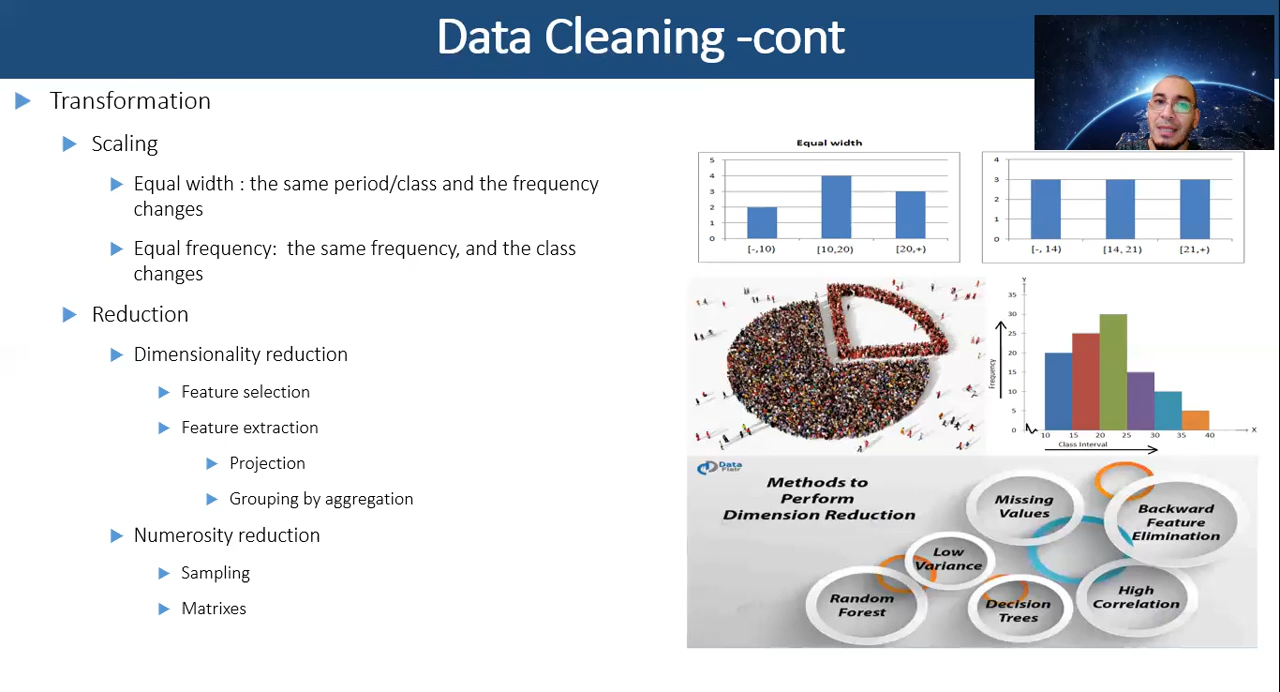 Data Cleaning -cont
Transformation
Scaling
Equal width : the same period/class and the frequency
changes
Equal frequency:  the same frequency, and the class
changes
Reduction
Dimensionality reduction
Feature selection
Feature extraction
Projection
Grouping by aggregation
Numerosity reduction
Sampling
Matrixes
Equal width
5
4
3
2
1
0
[-,10)
[10,20)
[20,+)
4
3
2
1
0
[-, 14)
[14, 21)
[21,+)
Y
35
30
25
20
15
10
5
0
Frequency
10 15 20 25 30 35 40
X
Class Interval
Data
Flair
Methods to
Perform
Dimension Reduction
Missing
Values
Backward
Feature
Elimination
Low
Variance
Random
Forest
Decision
Trees
High
Correlation